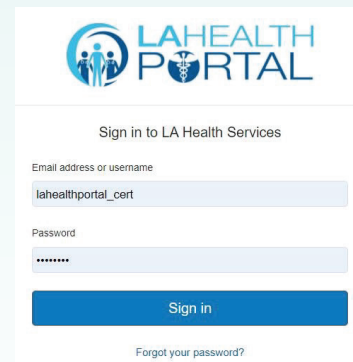 LAHEALTH
PORTAL
Sign in to LA Health Services
Email address or username
lahealthportal_cert
Password
••••••••
Sign in
Forgot your password?